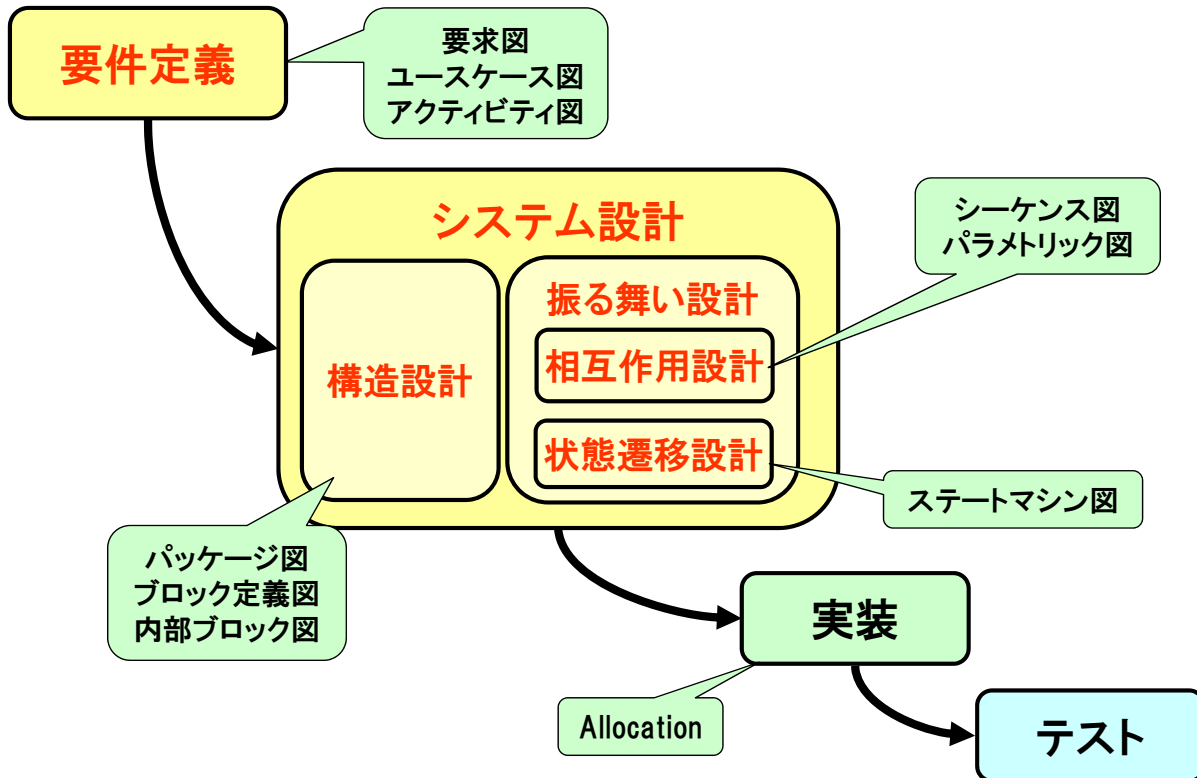 要件定義
要求図
ユースケース図
アクティビティ図
システム設計
シーケンス図
パラメトリック図
構造設計
振る舞い設計
相互作用設計
状態遷移設計
ステートマシン図
パッケージ図
ブロック定義図
内部ブロック図
実装
Allocation
テスト